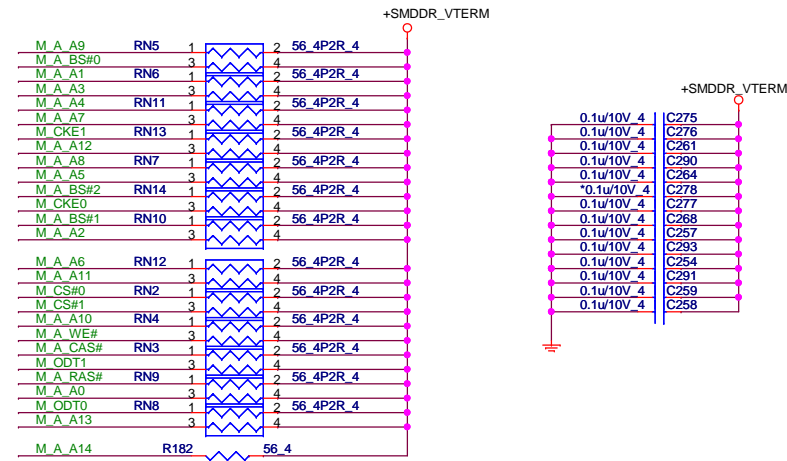 +SMDDR_VTERM
M_A_A9 RN5 1 2 56_4P2R_4
M_A_BS#0 3 4
M_A_A1 RN6 1 2 56_4P2R_4
M_A_A3 3 4
M_A_A4 RN11 1 2 56_4P2R_4
M_A_A7 3 4
M_CKE1 RN13 1 2 56_4P2R_4
M_A_A12 3 4
M_A_A8 RN7 1 2 56_4P2R_4
M_A_A5 3 4
M_A_BS#2 RN14 1 2 56_4P2R_4
M_CKE0 3 4
M_A_BS#1 RN10 1 2 56_4P2R_4
M_A_A2 3 4
M_A_A6 RN12 1 2 56_4P2R_4
M_A_A11 3 4
M_CS#0 RN2 1 2 56_4P2R_4
M_CS#1 3 4
M_A_A10 RN4 1 2 56_4P2R_4
M_A_WE# 3 4
M_A_CAS# RN3 1 2 56_4P2R_4
M_ODT1 3 4
M_A_RAS# RN9 1 2 56_4P2R_4
M_A_A0 3 4
M_ODT0 RN8 1 2 56_4P2R_4
M_A_A13 3 4
M_A_A14 R182 56_4
+SMDDR_VTERM
0.1u/10V_4 C275
0.1u/10V_4 C276
0.1u/10V_4 C261
0.1u/10V_4 C290
0.1u/10V_4 C264
*0.1u/10V_4 C278
0.1u/10V_4 C277
0.1u/10V_4 C268
0.1u/10V_4 C257
0.1u/10V_4 C293
0.1u/10V_4 C254
0.1u/10V_4 C291
0.1u/10V_4 C259
0.1u/10V_4 C258